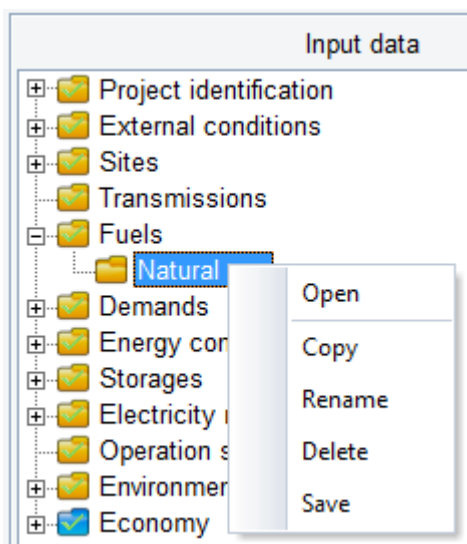 Input data
Project identification
External conditions
Sites
Transmissions
Fuels
Natural
Open
Demands
Copy
Energy con
Storages
Rename
Electricity
Operation s
Delete
Environmen
Save
Economy